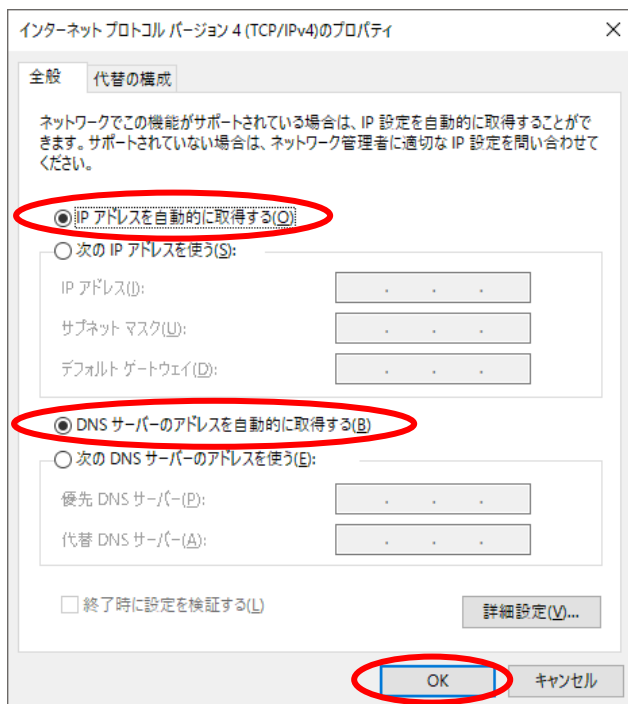 インターネット プロトコル バージョン 4 (TCP/IPv4)のプロパティ
全般
代替の構成
ネットワークでこの機能がサポートされている場合は、IP 設定を自動的に取得することがで
きます。サポートされていない場合は、ネットワーク管理者に適切な IP 設定を問い合わせて
ください。
IP アドレスを自動的に取得する(O)
次の IP アドレスを使う(S):
IP アドレス(I):
サブネット マスク(U):
デフォルト ゲートウェイ(D):
DNS サーバーのアドレスを自動的に取得する(B)
次の DNS サーバーのアドレスを使う(E):
優先 DNS サーバー(P):
代替 DNS サーバー(A):
終了時に設定を検証する(L)
詳細設定(V)...
OK
キャンセル